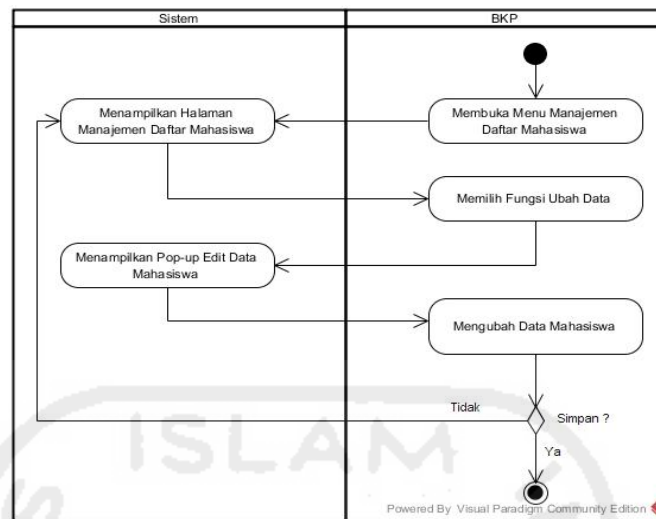 Sistem
BKP
Menampilkan Halaman
Manajemen Daftar Mahasiswa
Membuka Menu Manajemen
Daftar Mahasiswa
Memilih Fungsi Ubah Data
Menampilkan Pop-up Edit Data
Mahasiswa
Mengubah Data Mahasiswa
Tidak
Simpan ?
Ya
ISLAM
Powered By Visual Paradigm Community Edition